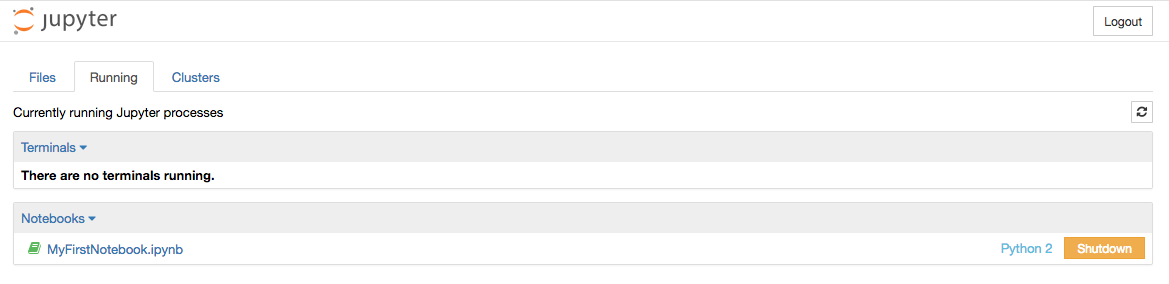 jupyter Logout
Files Running Clusters
Currently running Jupyter processes
Terminals
There are no terminals running.
Notebooks
MyFirstNotebook.ipynb Python 2 Shutdown